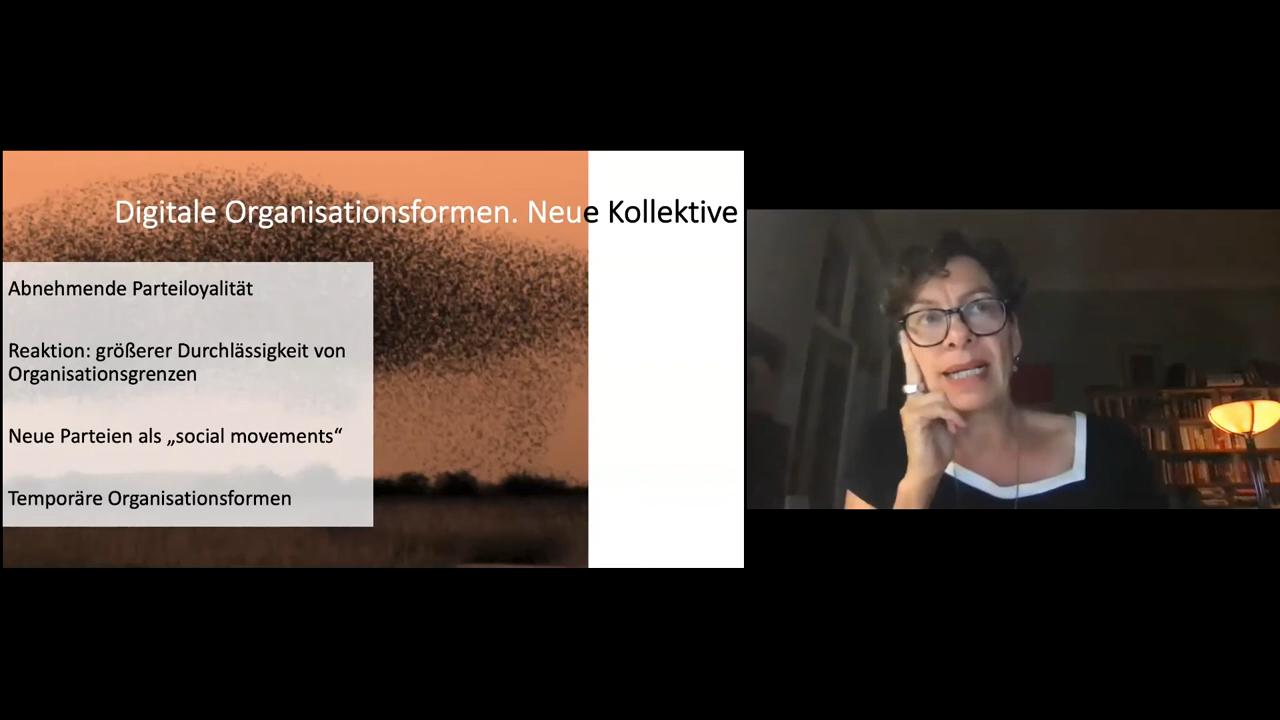 Digitale Organisationsformen. Neue Kollektive
Abnehmende Parteiloyalität
Reaktion: größerer Durchlässigkeit von
Organisationsgrenzen
Neue Parteien als „social movements“
Temporäre Organisationsformen